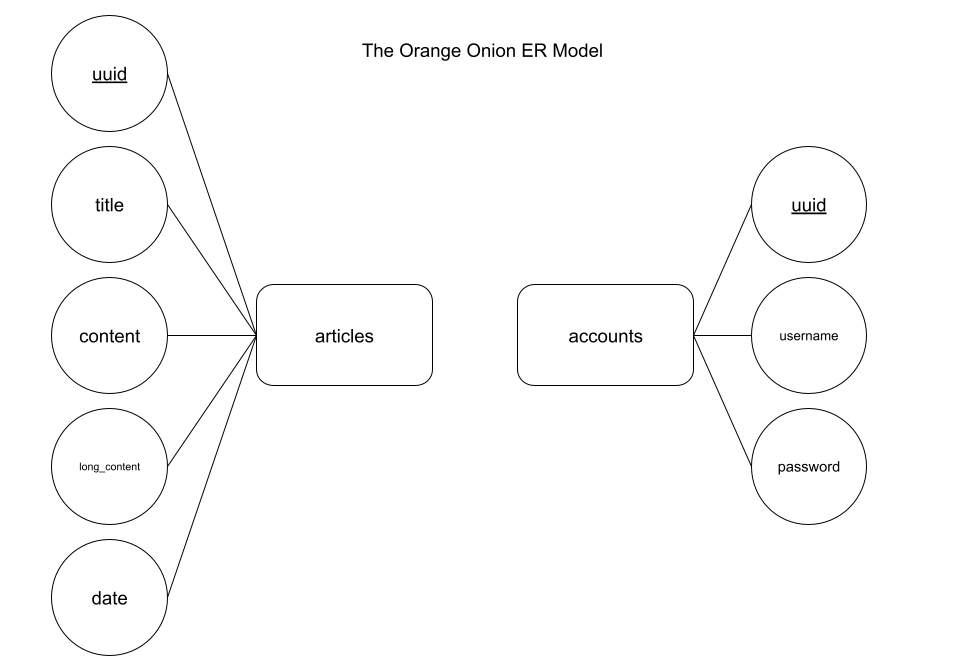 The Orange Onion ER Model
uuid
title
content
long_content
date
articles
accounts
uuid
username
password